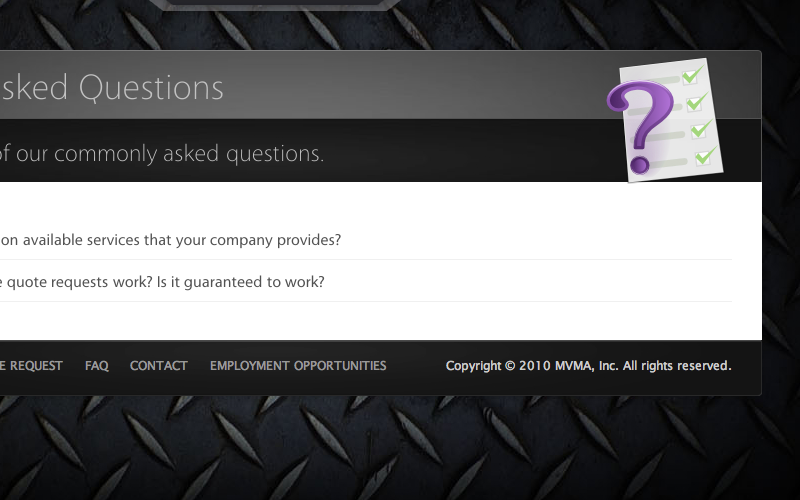 sked Questions
of our commonly asked questions.
on available services that your company provides?
e quote requests work? Is it guaranteed to work?
E REQUEST FAQ CONTACT EMPLOYMENT OPPORTUNITIES Copyright © 2010 MVMA, Inc. All rights reserved.